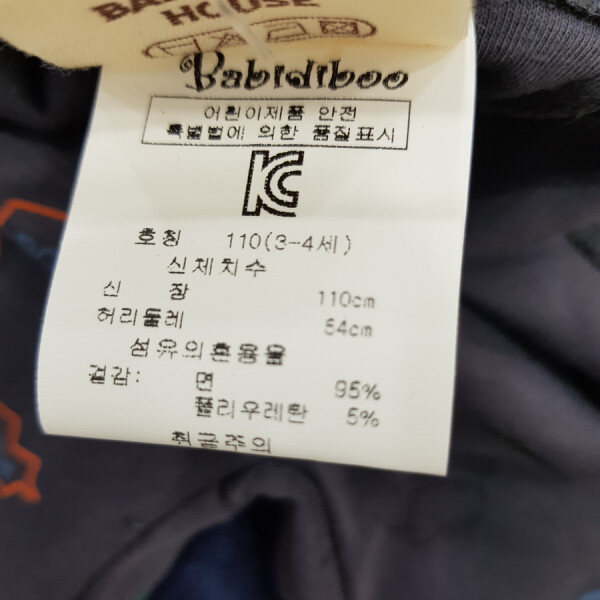 HOUSE
Babidiboo
어린이제품 안전
특별법에 의한 품질표시
KC
호칭 110(3-4세)
신체치수
신 장 110cm
허리둘레 54cm
섬유의혼용율
겉감: 면 95%
폴리우레탄 5%
취급주의